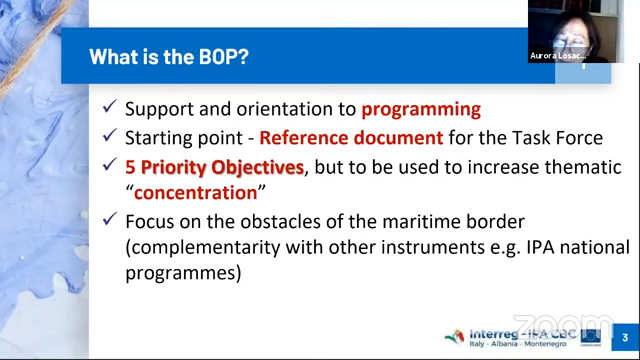 Aurora Losac...
What is the BOP?
Support and orientation to programming
Starting point - Reference document for the Task Force
5 Priority Objectives, but to be used to increase thematic
“concentration”
Focus on the obstacles of the maritime border
(complementarity with other instruments e.g. IPA national
programmes)
zoom
Interreg - IPA CBC
Italy - Albania - Montenegro
3